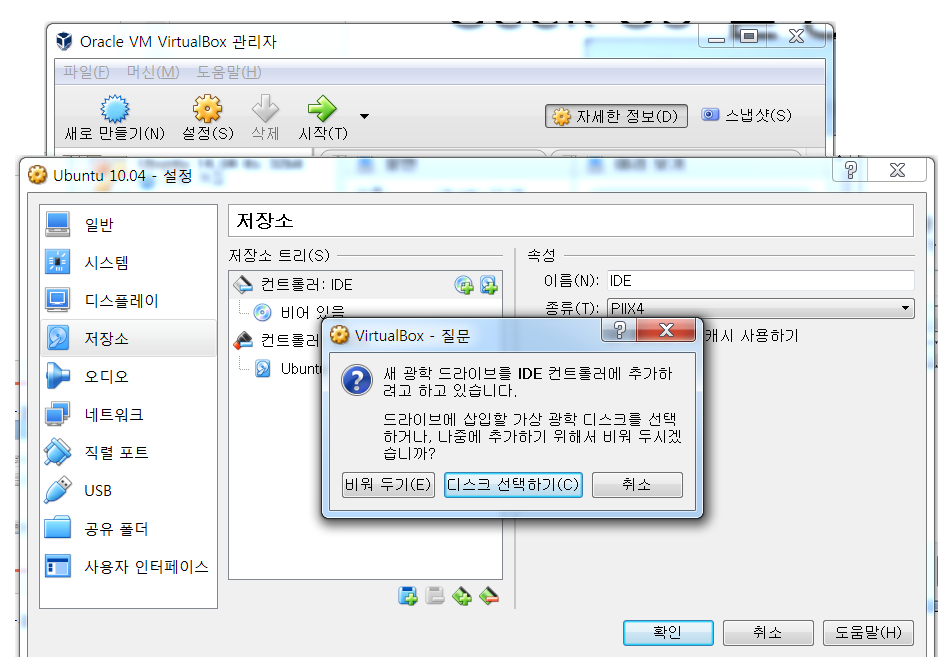 Oracle VM VirtualBox 관리자
파일(F) 머신(M) 도움말(H)
새로 만들기(N) 설정(S) 삭제 시작(T) 자세한 정보(D) 스냅샷(S)
Ubuntu 10.04 - 설정
일반
시스템
디스플레이
저장소
오디오
네트워크
직렬 포트
USB
공유 폴더
사용자 인터페이스
저장소
저장소 트리(S)
컨트롤러: IDE
비어 있음
컨트롤러
속성
이름(N): IDE
종류(T): PIIX4
캐시 사용하기
VirtualBox - 질문
새 광학 드라이브를 IDE 컨트롤러에 추가하
려고 하고 있습니다.
드라이브에 삽입할 가상 광학 디스크를 선택
하거나, 나중에 추가하기 위해서 비워 두시겠
습니까?
비워 두기(E) 디스크 선택하기(C) 취소
확인 취소 도움말(H)